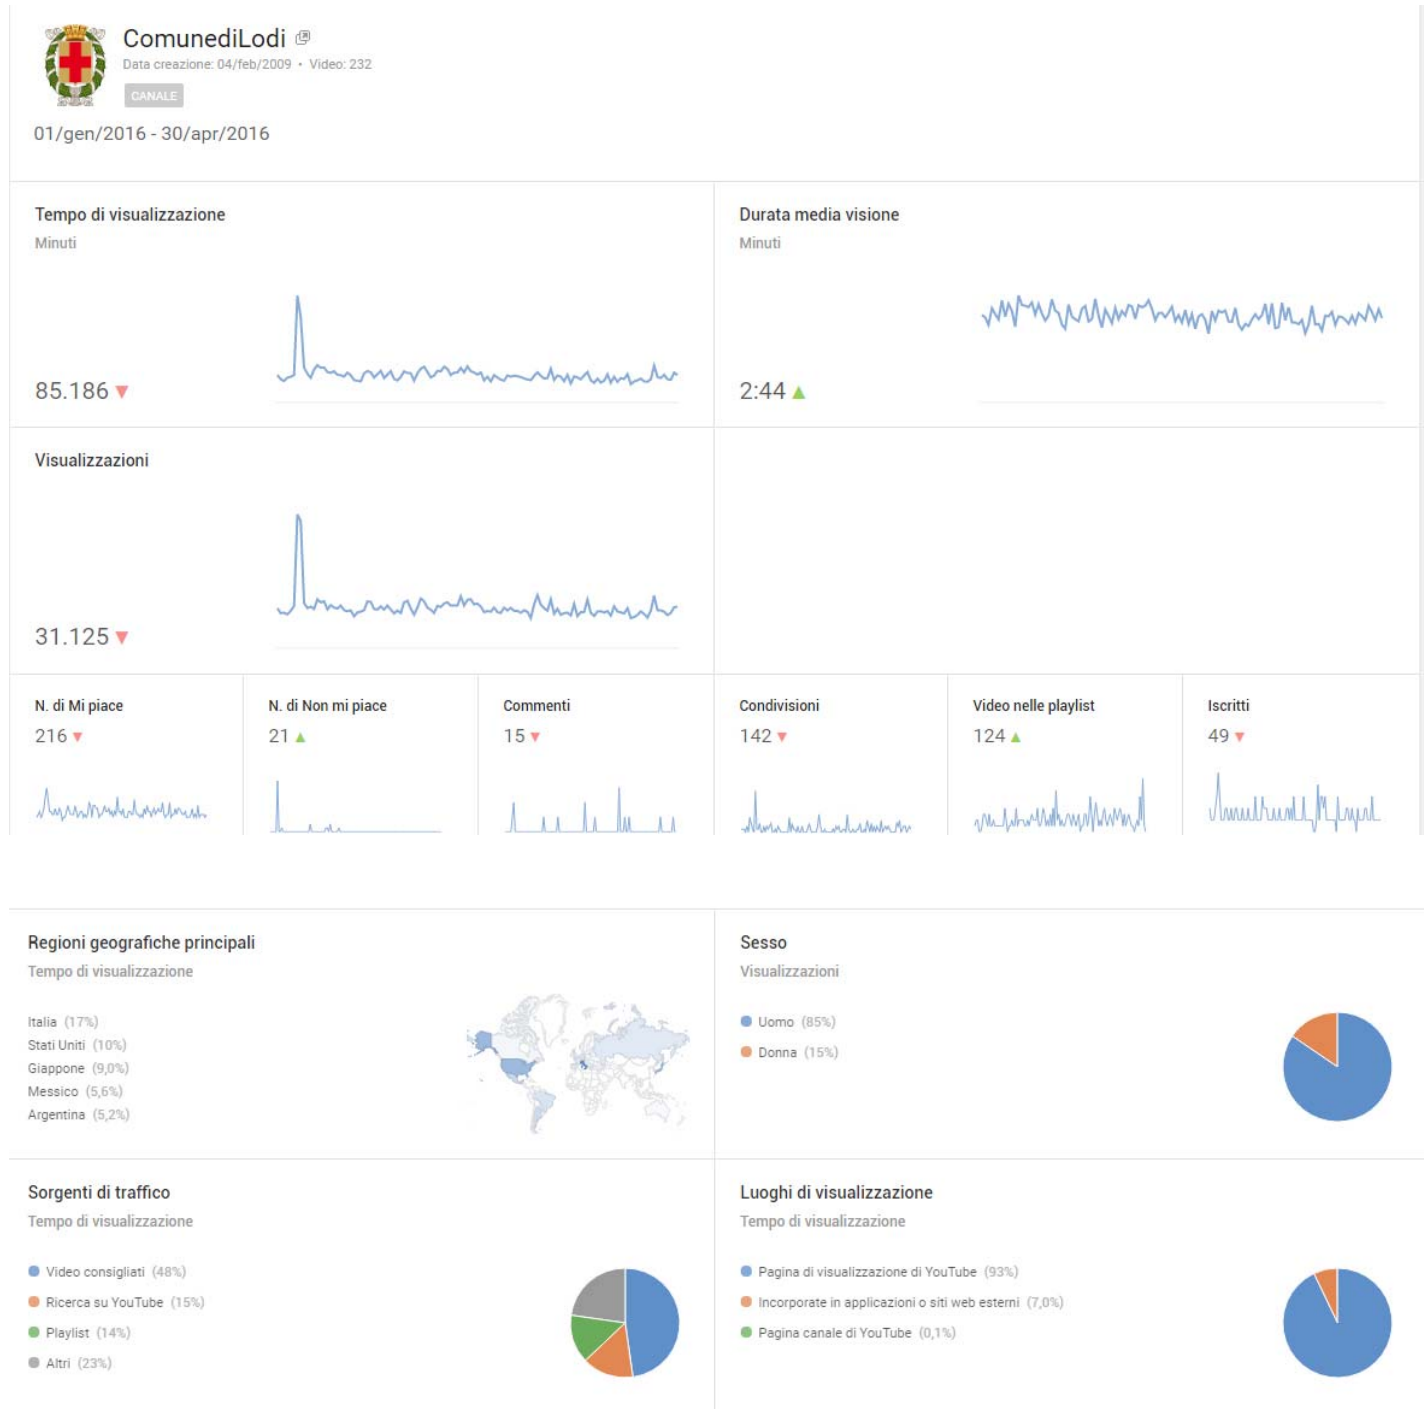 ComunediLodi
Data creazione: 04/feb/2009 • Video: 232
CANALE
01/gen/2016 - 30/apr/2016
Tempo di visualizzazione
Minuti
85.186
Durata media visione
Minuti
2:44
Visualizzazioni
31.125
N. di Mi piace
216
N. di Non mi piace
21
Commenti
15
Condivisioni
142
Video nelle playlist
124
Iscritti
49
Regioni geografiche principali
Tempo di visualizzazione
Italia (17%)
Stati Uniti (10%)
Giappone (9,0%)
Messico (5,6%)
Argentina (5,2%)
Sesso
Visualizzazioni
Uomo (85%)
Donna (15%)
Sorgenti di traffico
Tempo di visualizzazione
Video consigliati (48%)
Ricerca su YouTube (15%)
Playlist (14%)
Altri (23%)
Luoghi di visualizzazione
Tempo di visualizzazione
Pagina di visualizzazione di YouTube (93%)
Incorporate in applicazioni o siti web esterni (7,0%)
Pagina canale di YouTube (0,1%)